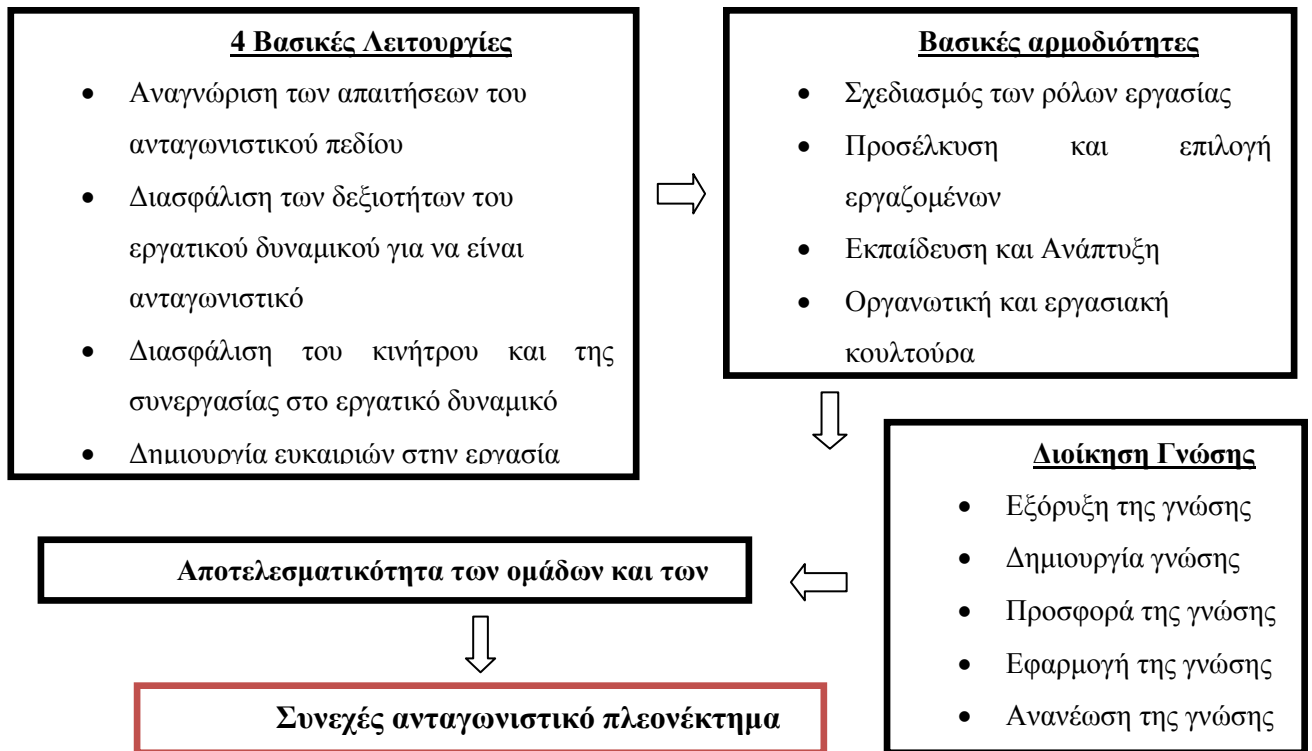 4 Βασικές Λειτουργίες
Αναγνώριση των απαιτήσεων του
ανταγωνιστικού πεδίου
Διασφάλιση των δεξιοτήτων του
εργατικού δυναμικού για να είναι
ανταγωνιστικό
Διασφάλιση του κινήτρου και της
συνεργασίας στο εργατικό δυναμικό
Δημιουργία ευκαιριών στην εργασία
Βασικές αρμοδιότητες
Σχεδιασμός των ρόλων εργασίας
Προσέλκυση και επιλογή
εργαζομένων
Εκπαίδευση και Ανάπτυξη
Οργανωτική και εργασιακή
κουλτούρα
Διοίκηση Γνώσης
Εξόρυξη της γνώσης
Δημιουργία γνώσης
Προσφορά της γνώσης
Εφαρμογή της γνώσης
Ανανέωση της γνώσης
Αποτελεσματικότητα των ομάδων και των
Συνεχές ανταγωνιστικό πλεονέκτημα